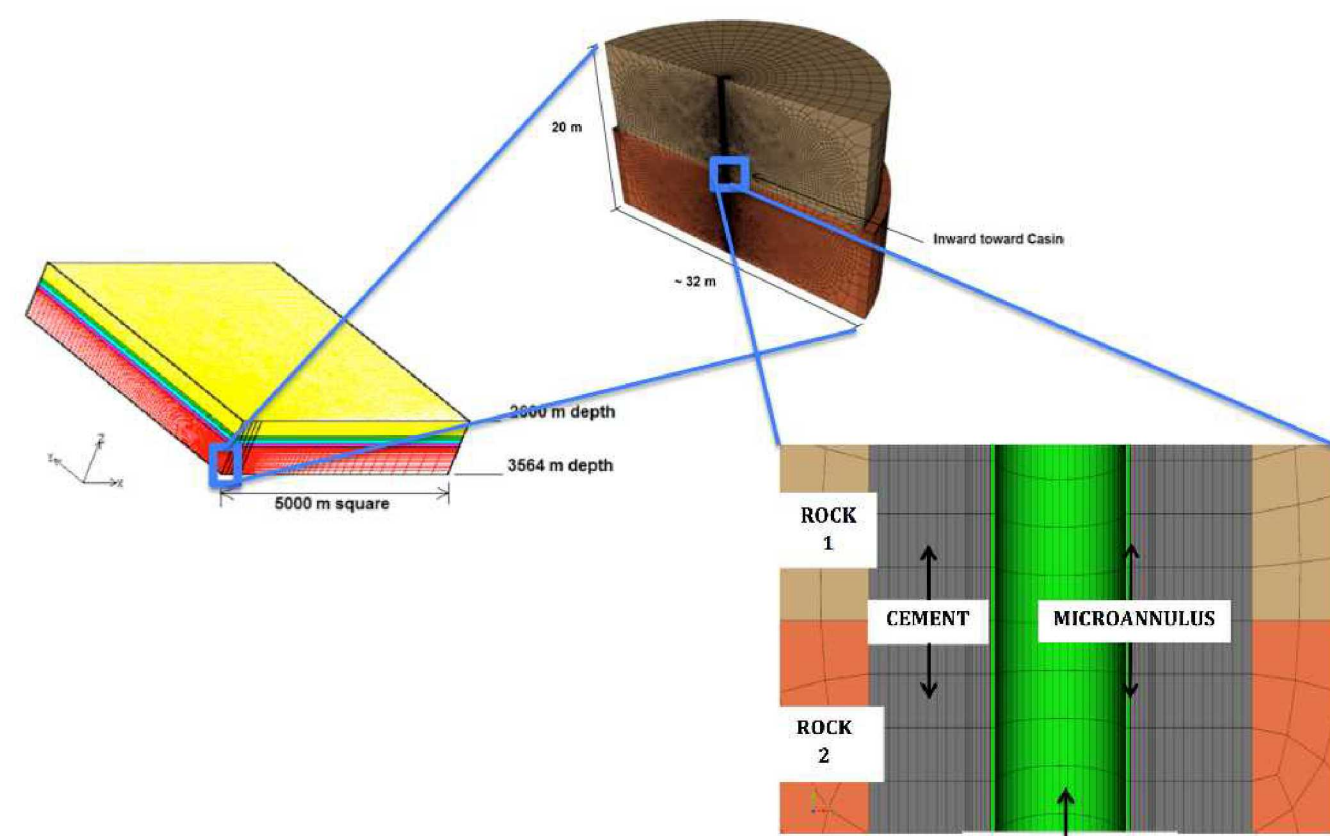 20 m
Inward toward Casin
~ 32 m
2600 m depth
3564 m depth
5000 m square
Z
X
ROCK
1
CEMENT
MICROANNULUS
ROCK
2